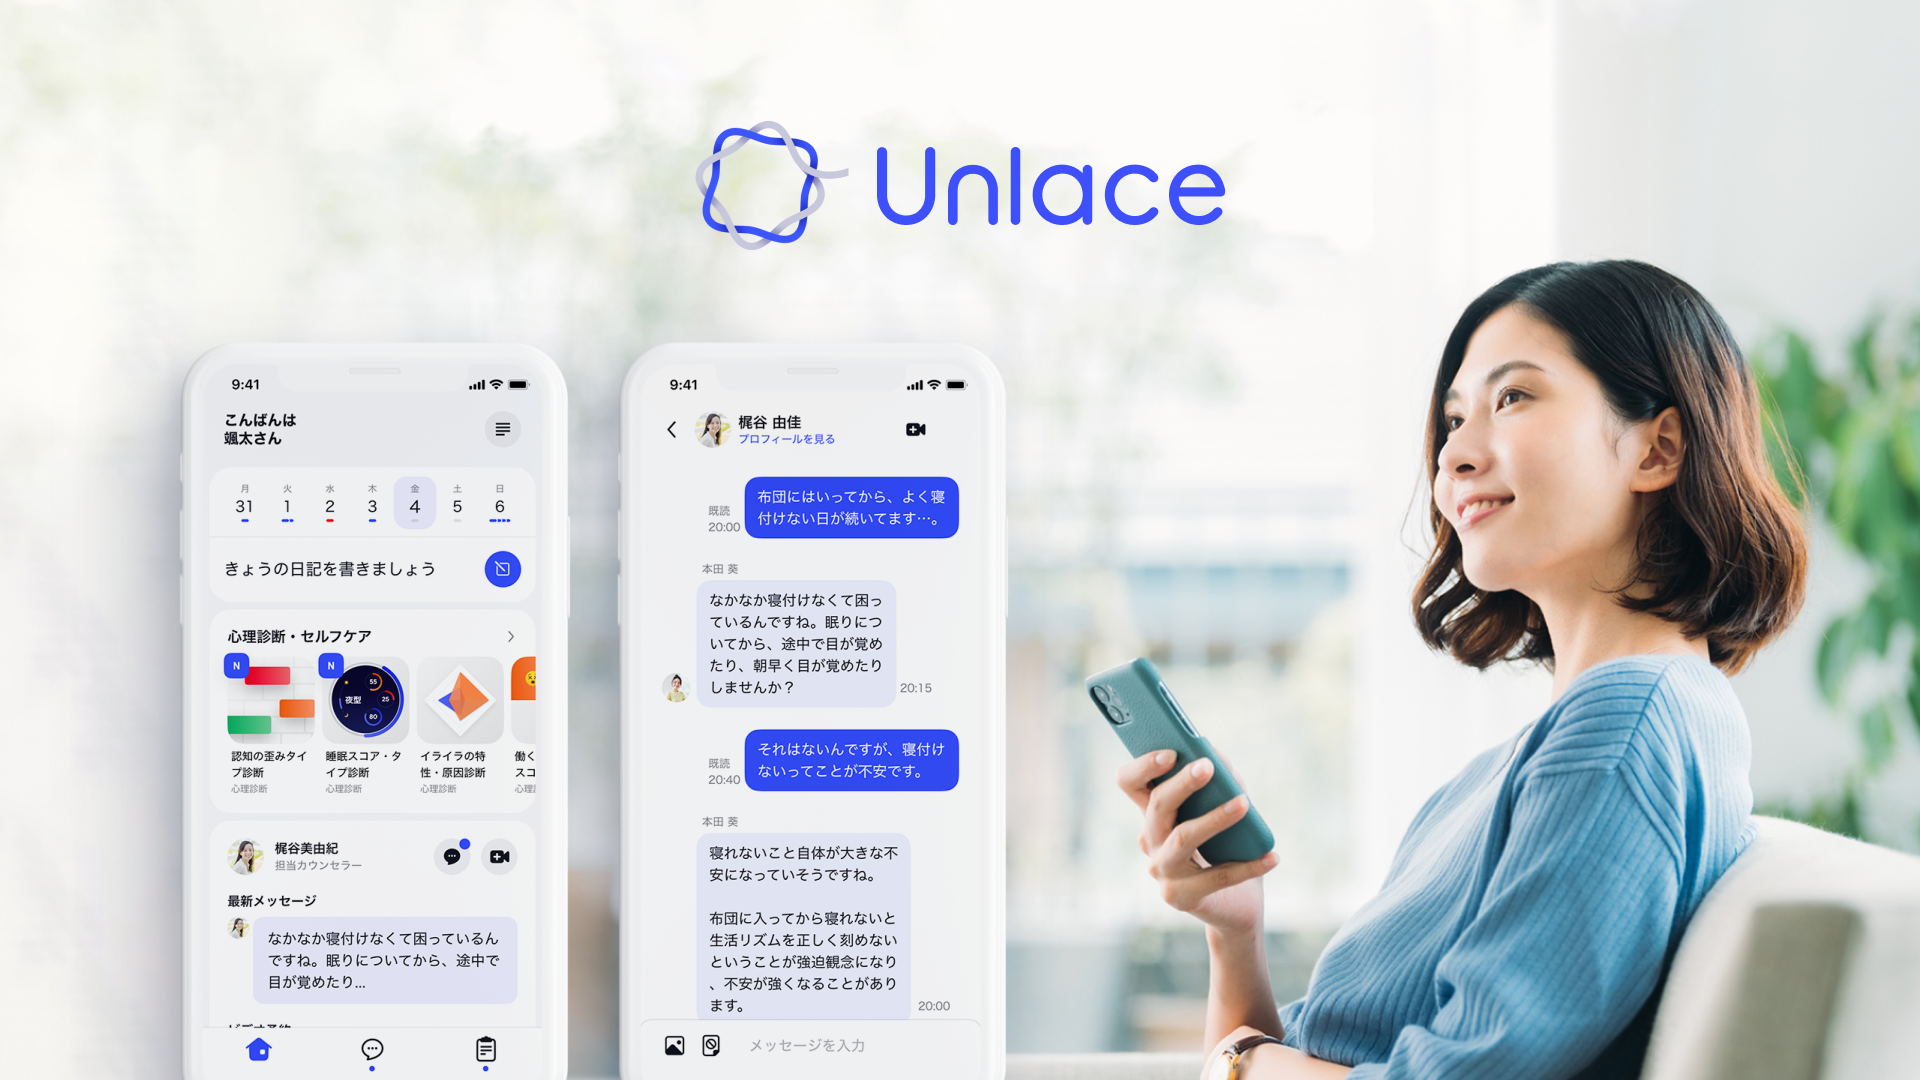 Unlace
9:41
こんばんは
颯太さん
月 火 水 木 金 土 日
31 1 2 3 4 5 6
きょうの日記を書きましょう
心理診断・セルフケア
N
N
夜型
55
25
80
認知の歪みタイ
プ診断
心理診断
睡眠スコア・タ
イプ診断
心理診断
イライラの特
性・原因診断
心理診断
働く
スコ
心理
梶谷美由紀
担当カウンセラー
最新メッセージ
なかなか寝付けなくて困っているん
ですね。眠りについてから、途中で
目が覚めたり...
9:41
梶谷 由佳
プロフィールを見る
布団にはいってから、よく寝
付けない日が続いてます…。
既読
20:00
本田 葵
なかなか寝付けなくて困っ
ているんですね。眠りにつ
いてから、途中で目が覚め
たり、朝早く目が覚めたり
しませんか？
20:15
それはないんですが、寝付け
ないってことが不安です。
既読
20:40
本田 葵
寝れないこと自体が大きな不
安になっていそうですね。
布団に入ってから寝れないと
生活リズムを正しく刻めない
ということが強迫観念になり
、不安が強くなることがあり
ます。
20:00
メッセージを入力